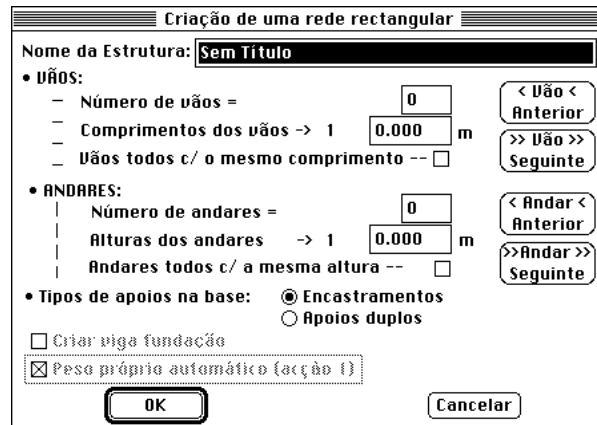 Criação de uma rede rectangular
Nome da Estrutura: Sem Título
• VÃOS:
Número de vãos = 0
< Vão <
Anterior
Comprimentos dos vãos -> 1 0.000 m
>> Vão >>
Seguinte
Vãos todos c/ o mesmo comprimento --
• ANDARES:
Número de andares = 0
< Andar <
Anterior
Alturas dos andares -> 1 0.000 m
>>Andar >>
Seguinte
Andares todos c/ a mesma altura --
• Tipos de apoios na base: Encastramentos
Apoios duplos
Criar viga fundação
Peso próprio automático (acção 1)
OK
Cancelar